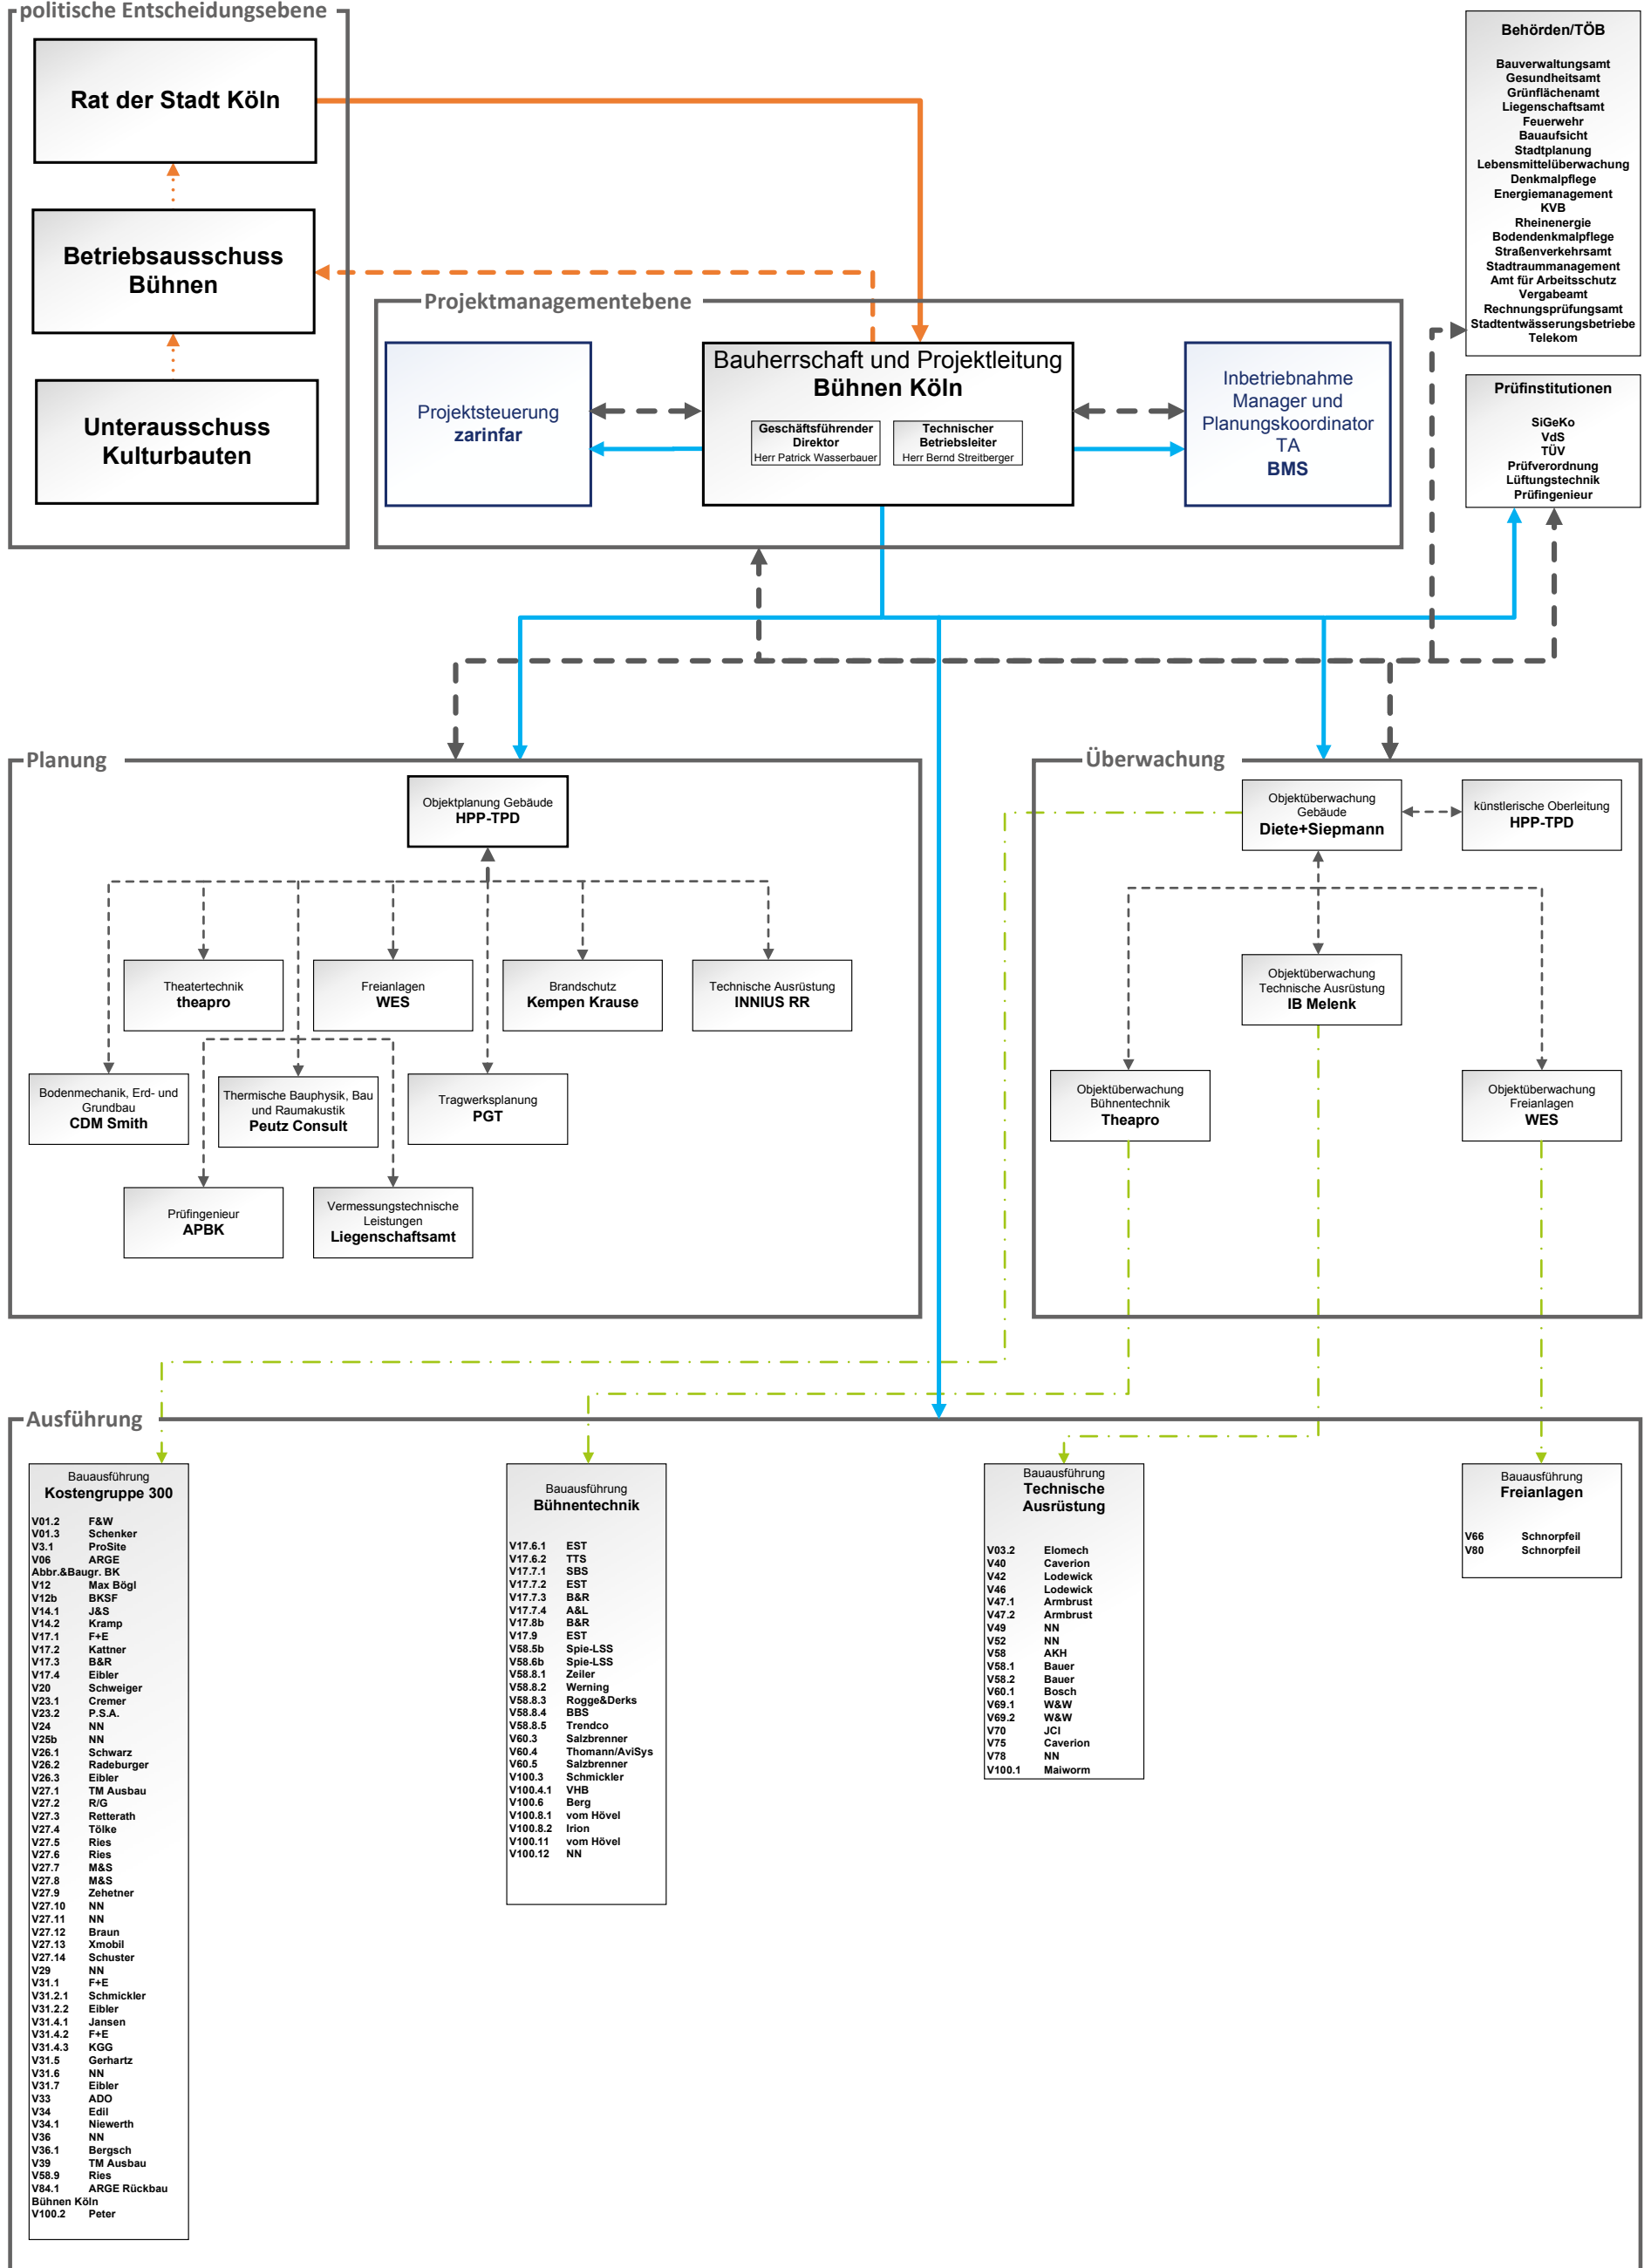 politische Entscheidungsebene
Rat der Stadt Köln
Betriebsausschuss
Bühnen
Unterausschuss
Kulturbauten
Behörden/TÖB
Bauverwaltungsamt
Gesundheitsamt
Grünflächenamt
Liegenschaftsamt
Feuerwehr
Bauaufsicht
Stadtplanung
Lebensmittelüberwachung
Denkmalpflege
Energiemanagement
KVB
Rheinenergie
Bodendenkmalpflege
Straßenverkehrsamt
Stadtraummanagement
Amt für Arbeitsschutz
Vergabeamt
Rechnungsprüfungsamt
Stadtentwässerungsbetriebe
Telekom
Prüfinstitutionen
SiGeKo
VdS
TÜV
Prüfverordnung
Lüftungstechnik
Prüfingenieur
Projektmanagementebene
Projektsteuerung
zarinfar
Bauherrschaft und Projektleitung
Bühnen Köln
Geschäftsführender
Direktor
Herr Patrick Wasserbauer
Technischer
Betriebsleiter
Herr Bernd Streitberger
Inbetriebnahme
Manager und
Planungskoordinator
TA
BMS
Planung
Objektplanung Gebäude
HPP-TPD
Theatertechnik
theapro
Freianlagen
WES
Brandschutz
Kempen Krause
Technische Ausrüstung
INNIUS RR
Bodenmechanik, Erd- und
Grundbau
CDM Smith
Thermische Bauphysik, Bau
und Raumakustik
Peutz Consult
Tragwerksplanung
PGT
Prüfingenieur
APBK
Vermessungstechnische
Leistungen
Liegenschaftsamt
Überwachung
Objektüberwachung
Gebäude
Diete+Siepmann
künstlerische Oberleitung
HPP-TPD
Objektüberwachung
Technische Ausrüstung
IB Melenk
Objektüberwachung
Bühnentechnik
Theapro
Objektüberwachung
Freianlagen
WES
Ausführung
Bauausführung
Kostengruppe 300
V01.2 F&W
V01.3 Schenker
V3.1 ProSite
V06 ARGE
Abbr.&Baugr. BK
V12 Max Bögl
V12b BKSF
V14.1 J&S
V14.2 Kramp
V17.1 F+E
V17.2 Kattner
V17.3 B&R
V17.4 Eibler
V20 Schweiger
V23.1 Cremer
V23.2 P.S.A.
V24 NN
V25b NN
V26.1 Schwarz
V26.2 Radeburger
V26.3 Eibler
V27.1 TM Ausbau
V27.2 R/G
V27.3 Retterath
V27.4 Tölke
V27.5 Ries
V27.6 Ries
V27.7 M&S
V27.8 M&S
V27.9 Zehetner
V27.10 NN
V27.11 NN
V27.12 Braun
V27.13 Xmobil
V27.14 Schuster
V29 NN
V31.1 F+E
V31.2.1 Schmickler
V31.2.2 Eibler
V31.4.1 Jansen
V31.4.2 F+E
V31.4.3 KGG
V31.5 Gerhartz
V31.6 NN
V31.7 Eibler
V33 ADO
V34 Edil
V34.1 Niewerth
V36 NN
V36.1 Bergsch
V39 TM Ausbau
V58.9 Ries
V84.1 ARGE Rückbau
Bühnen Köln
V100.2 Peter
Bauausführung
Bühnentechnik
V17.6.1 EST
V17.6.2 TTS
V17.7.1 SBS
V17.7.2 EST
V17.7.3 B&R
V17.7.4 A&L
V17.8b B&R
V17.9 EST
V58.5b Spie-LSS
V58.6b Spie-LSS
V58.8.1 Zeiler
V58.8.2 Werning
V58.8.3 Rogge&Derks
V58.8.4 BBS
V58.8.5 Trendco
V60.3 Salzbrenner
V60.4 Thomann/AviSys
V60.5 Salzbrenner
V100.3 Schmickler
V100.4.1 VHB
V100.6 Berg
V100.8.1 vom Hövel
V100.8.2 Irion
V100.11 vom Hövel
V100.12 NN
Bauausführung
Technische
Ausrüstung
V03.2 Elomech
V40 Caverion
V42 Lodewick
V46 Lodewick
V47.1 Armbrust
V47.2 Armbrust
V49 NN
V52 NN
V58 AKH
V58.1 Bauer
V58.2 Bauer
V60.1 Bosch
V69.1 W&W
V69.2 W&W
V70 JCI
V75 Caverion
V78 NN
V100.1 Maiworm
Bauausführung
Freianlagen
V66 Schnorpfeil
V80 Schnorpfeil